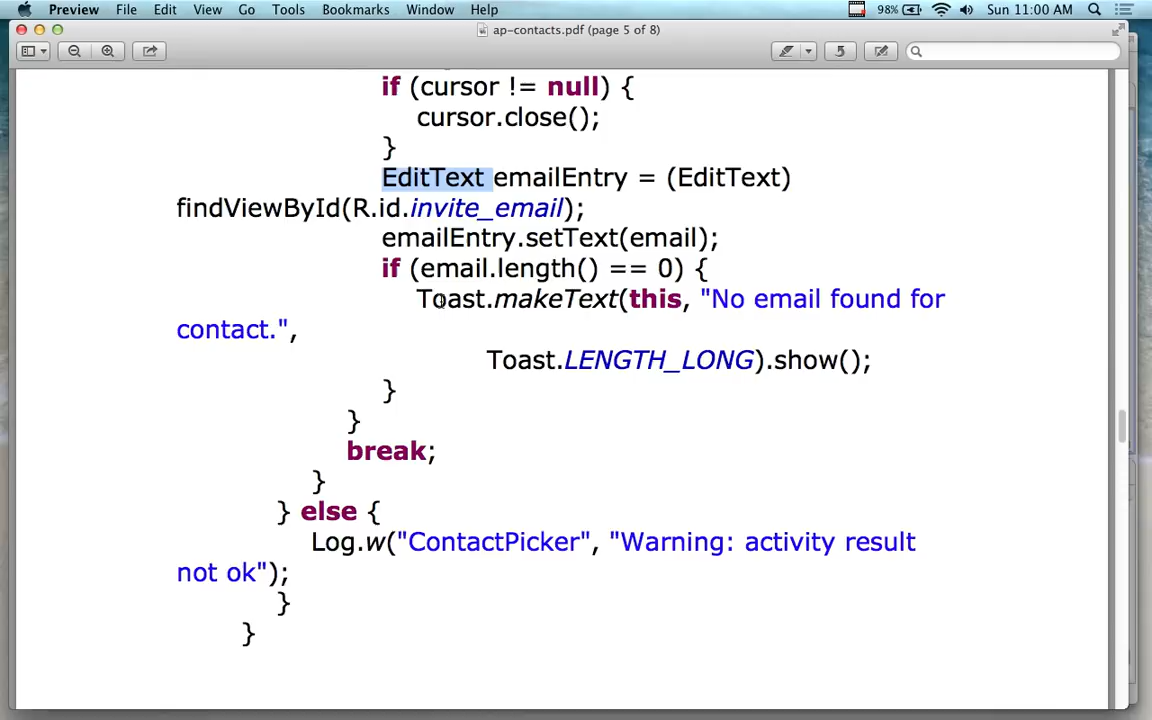 Preview File Edit View Go Tools Bookmarks Window Help 98% Sun 11:00 AM
ap-contacts.pdf (page 5 of 8)
if (cursor != null) {
cursor.close();
}
EditText emailEntry = (EditText)
findViewById(R.id.invite_email);
emailEntry.setText(email);
if (email.length() == 0) {
Toast.makeText(this, "No email found for
contact.",
Toast.LENGTH_LONG).show();
}
}
break;
}
} else {
Log.w("ContactPicker", "Warning: activity result
not ok");
}
}